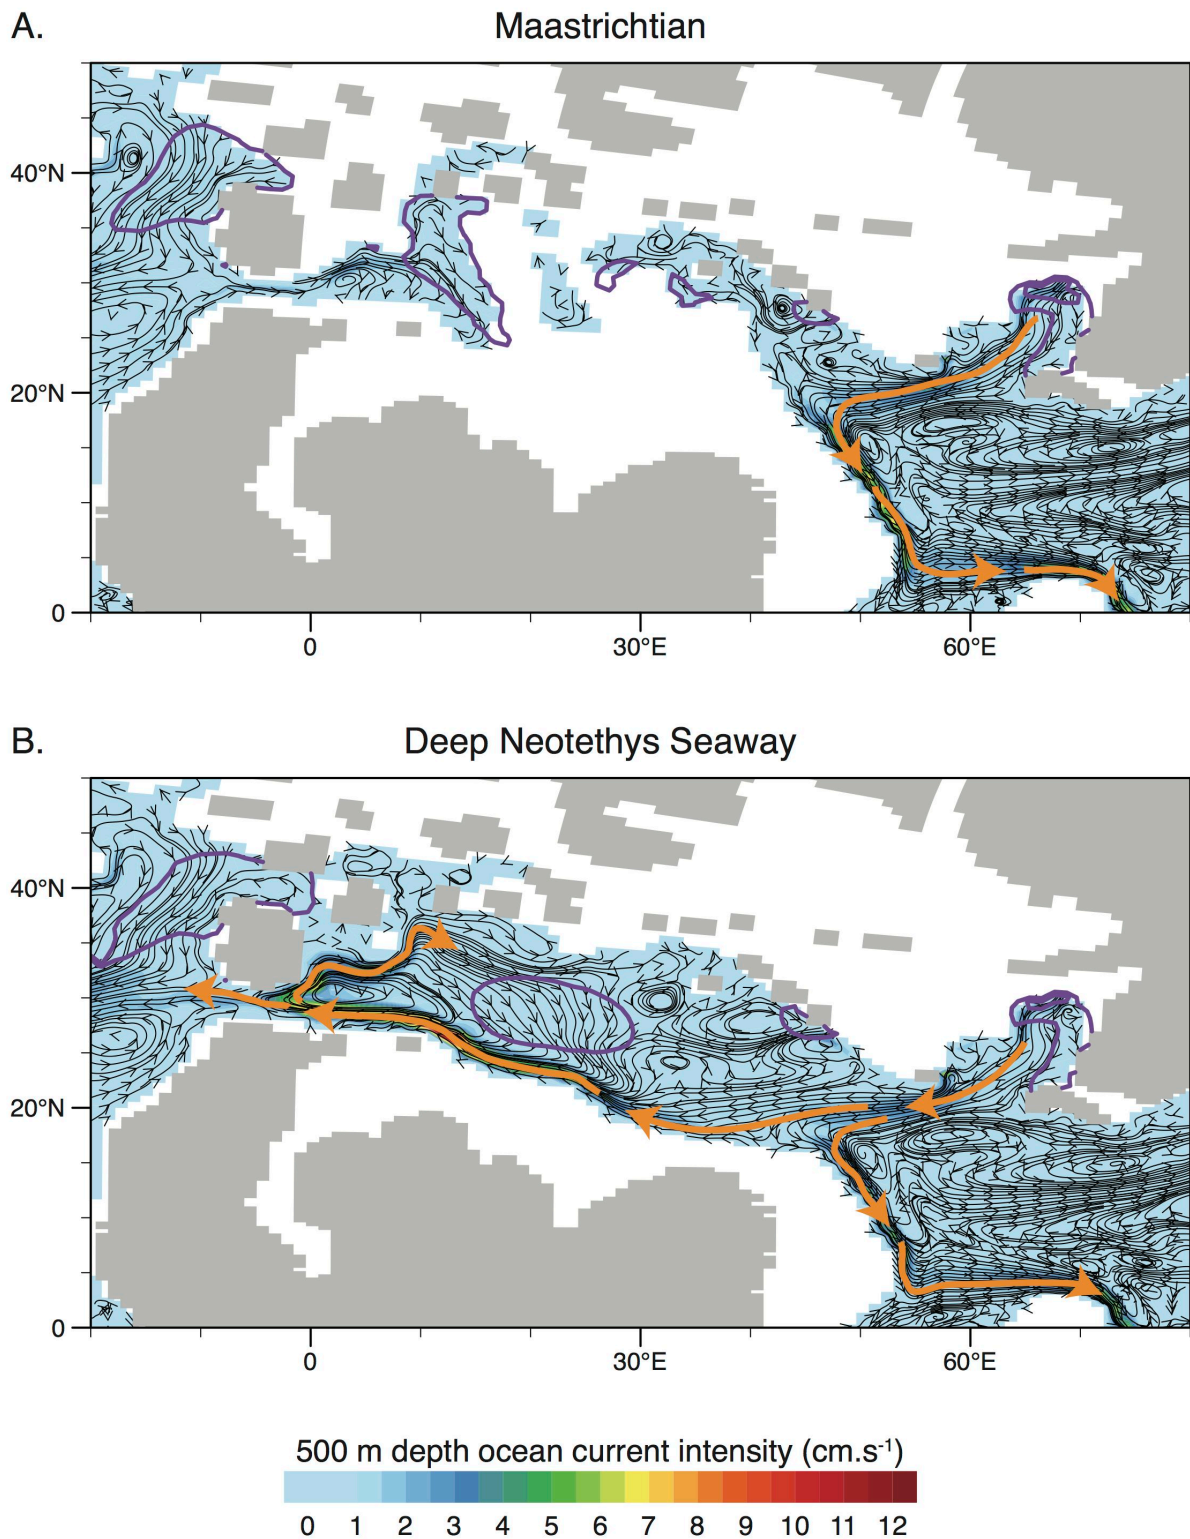 A.
Maastrichtian
40°N
20°N
0
0 30°E 60°E
B.
Deep Neotethys Seaway
40°N
20°N
0
0 30°E 60°E
500 m depth ocean current intensity (cm.s-1)
0 1 2 3 4 5 6 7 8 9 10 11 12